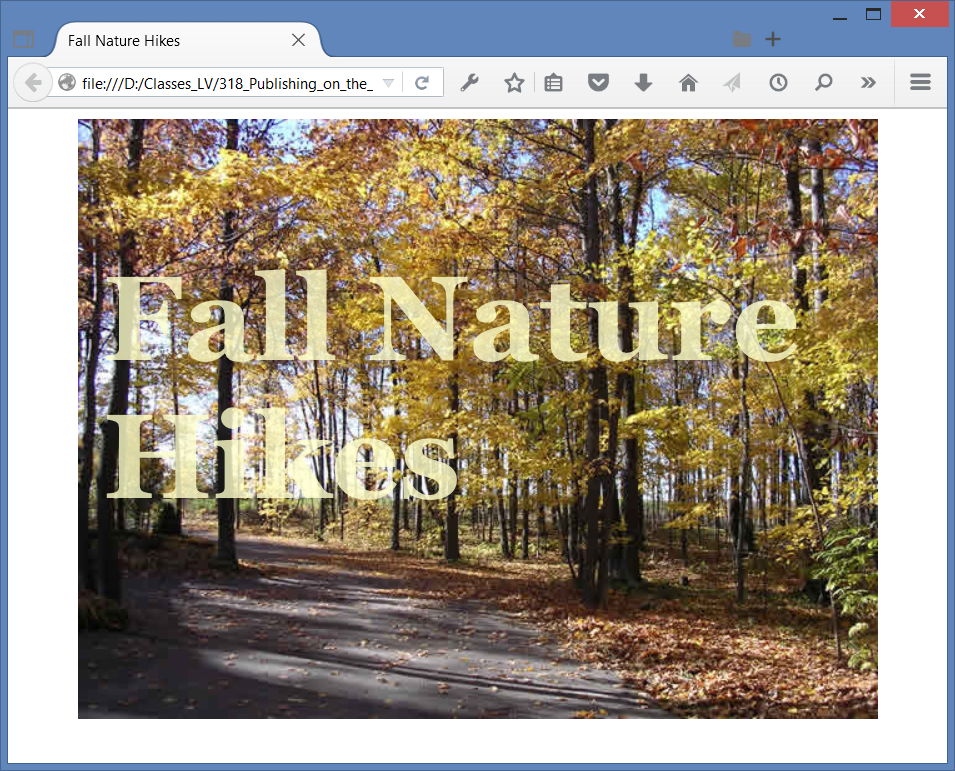 Fall Nature Hikes
file:///D:/Classes_LV/318_Publishing_on_the_
Fall Nature
Hikes